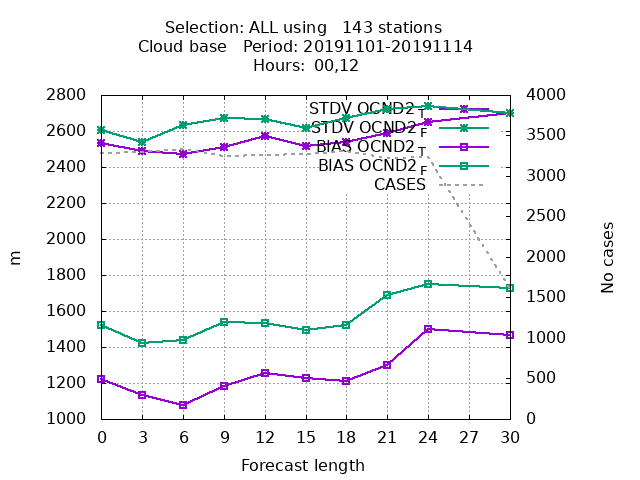 Selection: ALL using   143 stations
Cloud base   Period: 20191101-20191114
Hours:  00,12
2800
2600
2400
2200
2000
1800
1600
1400
1200
1000
m
STDV OCND2 T
STDV OCND2 F
BIAS OCND2 T
BIAS OCND2 F
CASES
4000
3500
3000
2500
2000
1500
1000
500
0
No cases
0 3 6 9 12 15 18 21 24 27 30
Forecast length